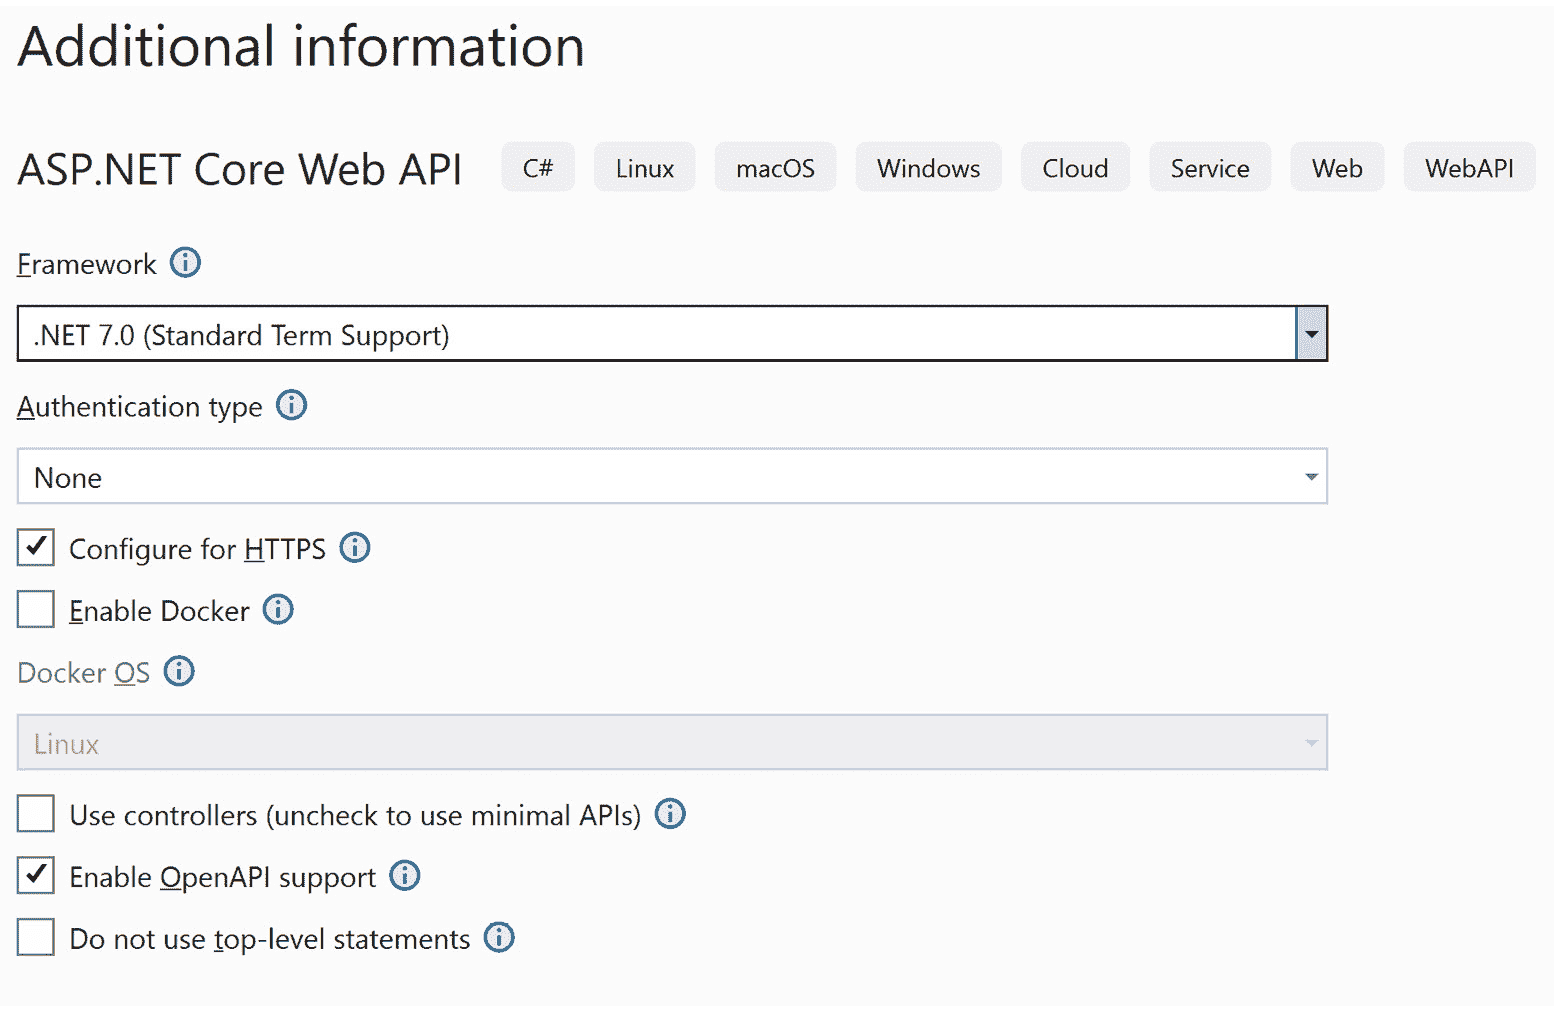 Additional information
ASP.NET Core Web API C# Linux macOS Windows Cloud Service Web WebAPI
Framework
.NET 7.0 (Standard Term Support)
Authentication type
None
Configure for HTTPS
Enable Docker
Docker OS
Linux
Use controllers (uncheck to use minimal APIs)
Enable OpenAPI support
Do not use top-level statements